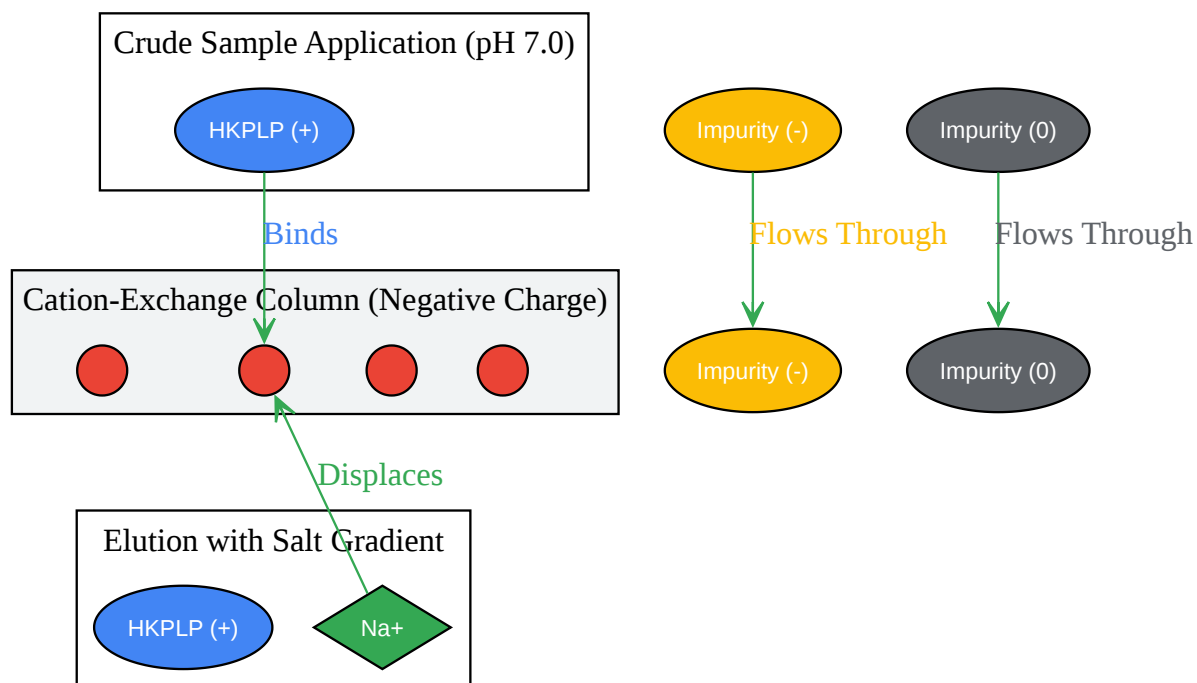 Crude Sample Application (pH 7.0)
HKPLP (+)
Impurity (-)
Impurity (0)
Binds
Flows Through
Flows Through
Cation-Exchange Column (Negative Charge)
Impurity (-)
Impurity (0)
Displaces
Elution with Salt Gradient
HKPLP (+)
Na+